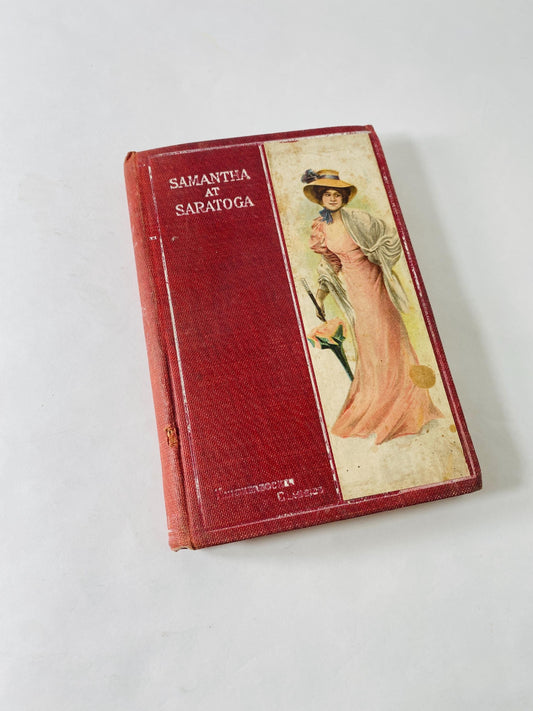 SAMANTHA
AT
SARATOGA
KNICKERBOCKER
CLASSICS